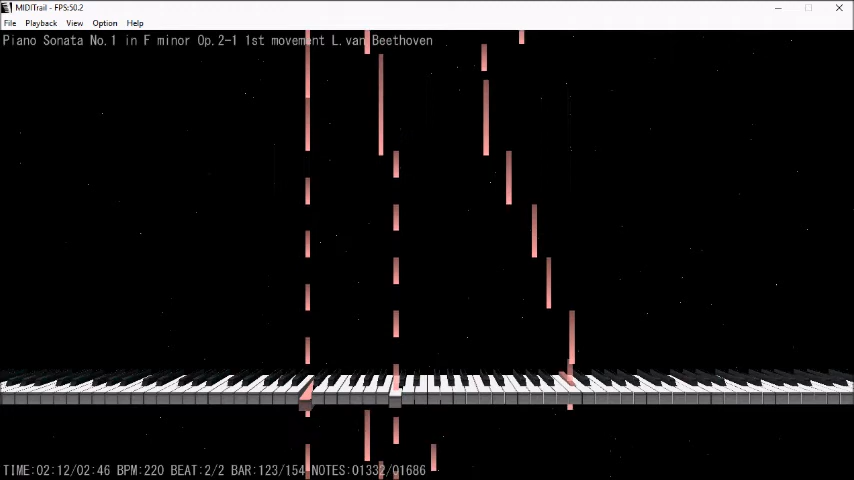 MIDITrail - FPS:50.2
File Playback View Option Help
Piano Sonata No.1 in F minor Op.2-1 1st movement L.van Beethoven
TIME:02:12/02:46 BPM:220 BEAT:2/2 BAR:123/154 NOTES:01332/01686